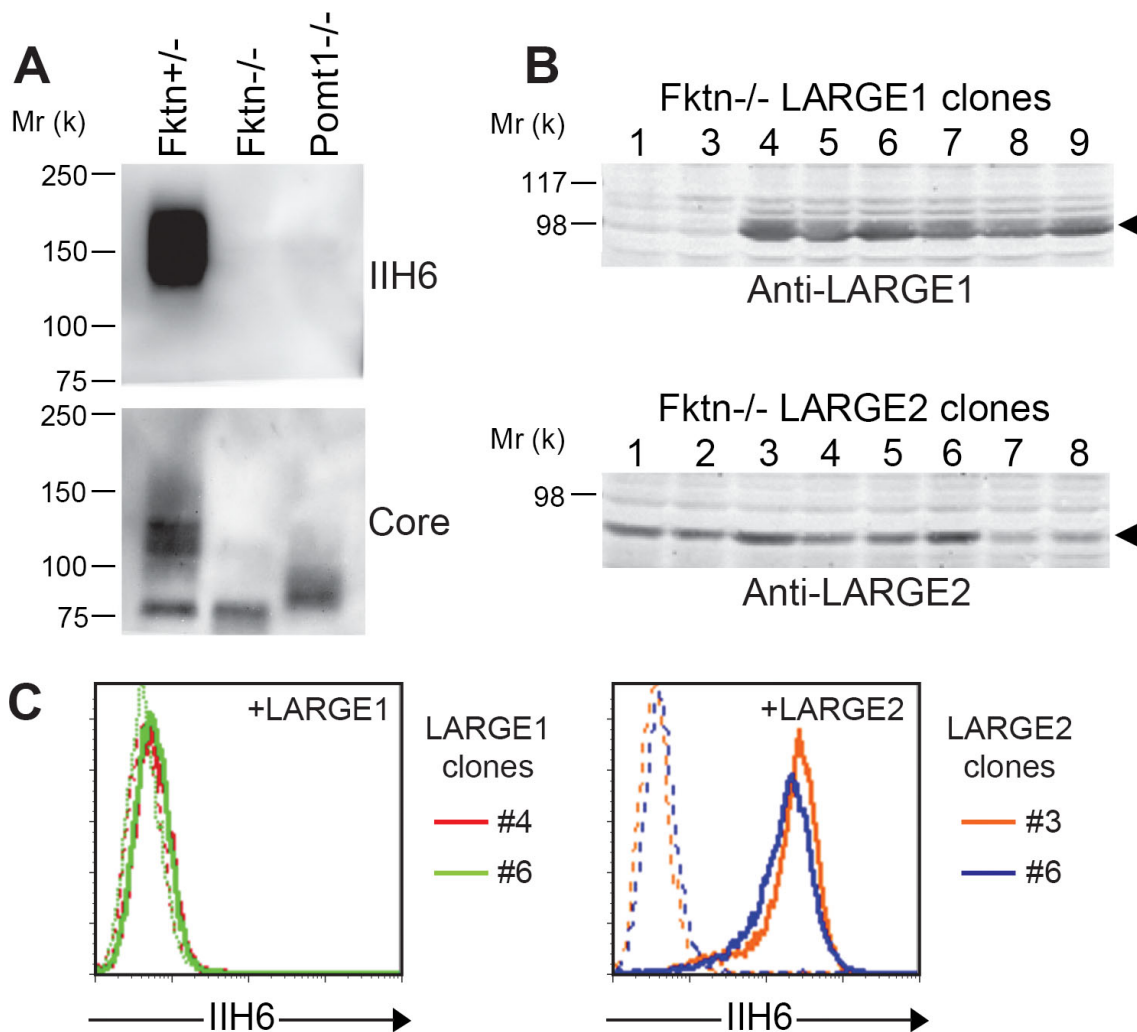 A
Fktn+/-
Fktn-/-
Pomt1-/-
Mr (k)
250
150
100
75
IIH6
250
150
100
75
Core
B
Fktn-/- LARGE1 clones
Mr (k)
1 3 4 5 6 7 8 9
117
98
Anti-LARGE1
Fktn-/- LARGE2 clones
Mr (k)
1 2 3 4 5 6 7 8
98
Anti-LARGE2
C
+LARGE1
LARGE1
clones
#4
#6
IIH6
+LARGE2
LARGE2
clones
#3
#6
IIH6